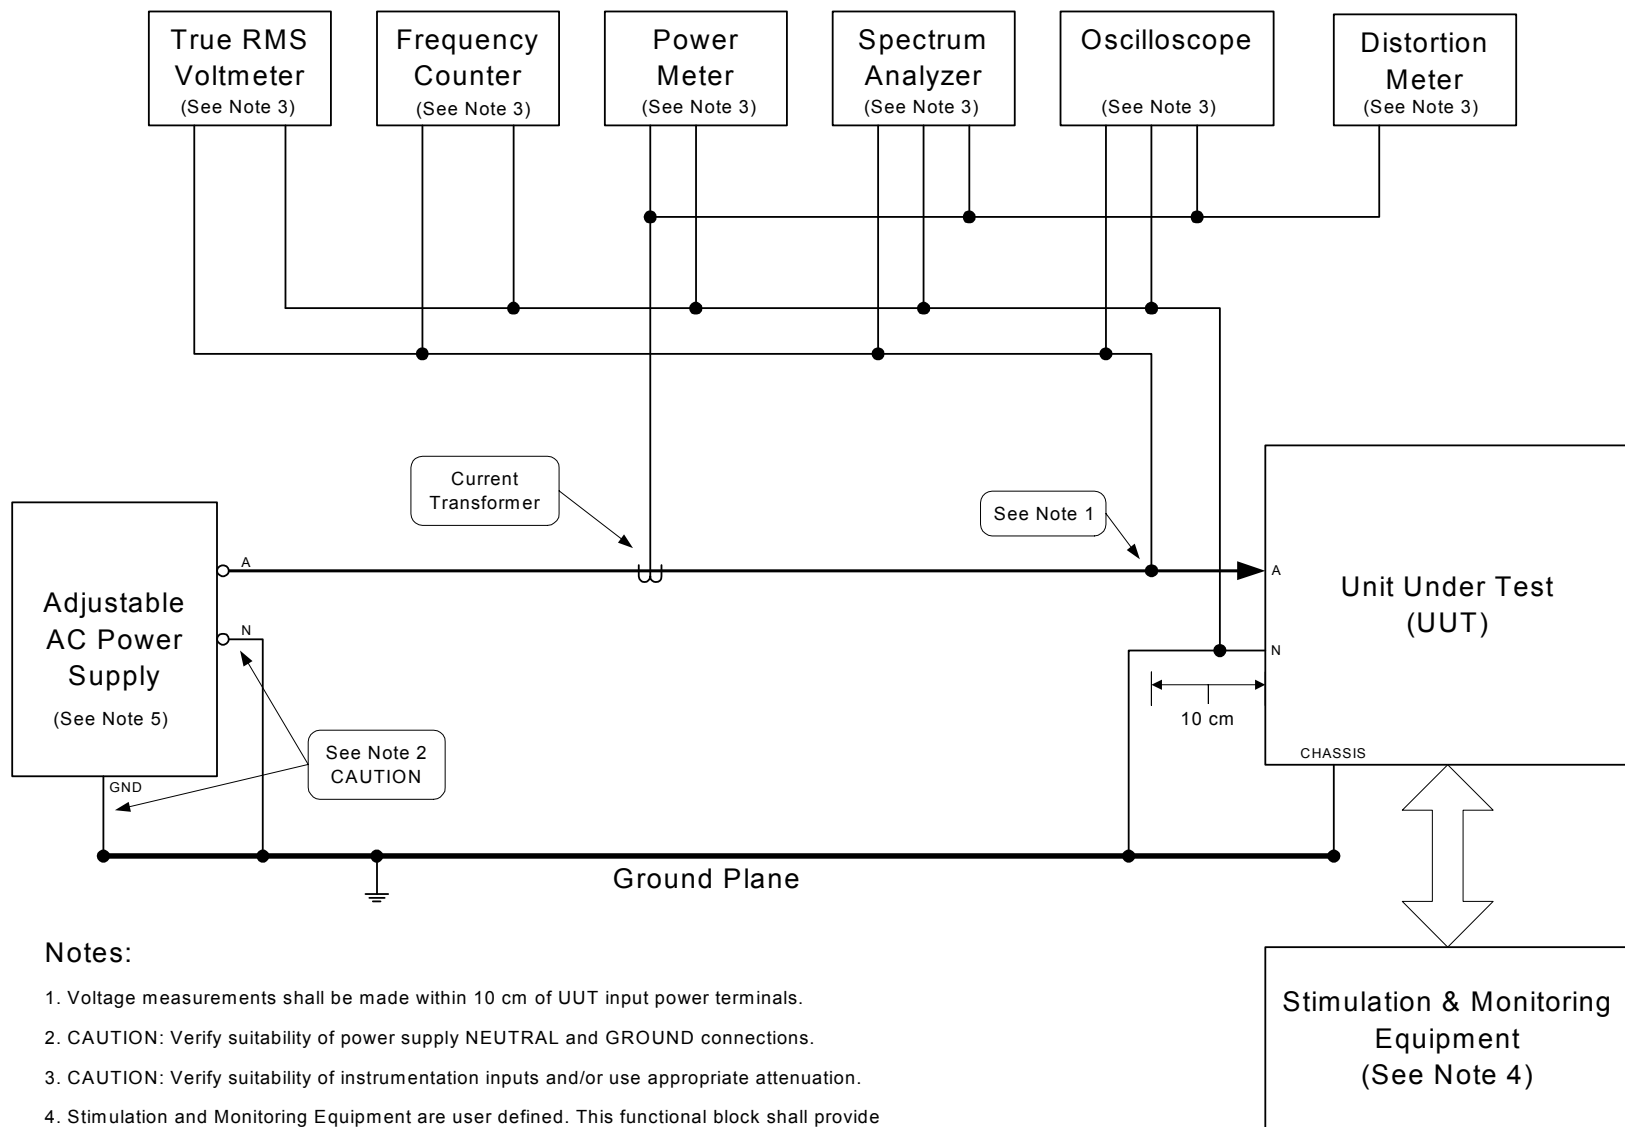 True RMS
Voltmeter
(See Note 3)
Frequency
Counter
(See Note 3)
Power
Meter
(See Note 3)
Spectrum
Analyzer
(See Note 3)
Oscilloscope
(See Note 3)
Distortion
Meter
(See Note 3)
Current
Transformer
See Note 1
Adjustable
AC Power
Supply
(See Note 5)
A
N
GND
See Note 2
CAUTION
A
N
Unit Under Test
(UUT)
10 cm
CHASSIS
Ground Plane
Notes:
1. Voltage measurements shall be made within 10 cm of UUT input power terminals.
2. CAUTION: Verify suitability of power supply NEUTRAL and GROUND connections.
3. CAUTION: Verify suitability of instrumentation inputs and/or use appropriate attenuation.
4. Stimulation and Monitoring Equipment are user defined. This functional block shall provide
Stimulation & Monitoring
Equipment
(See Note 4)